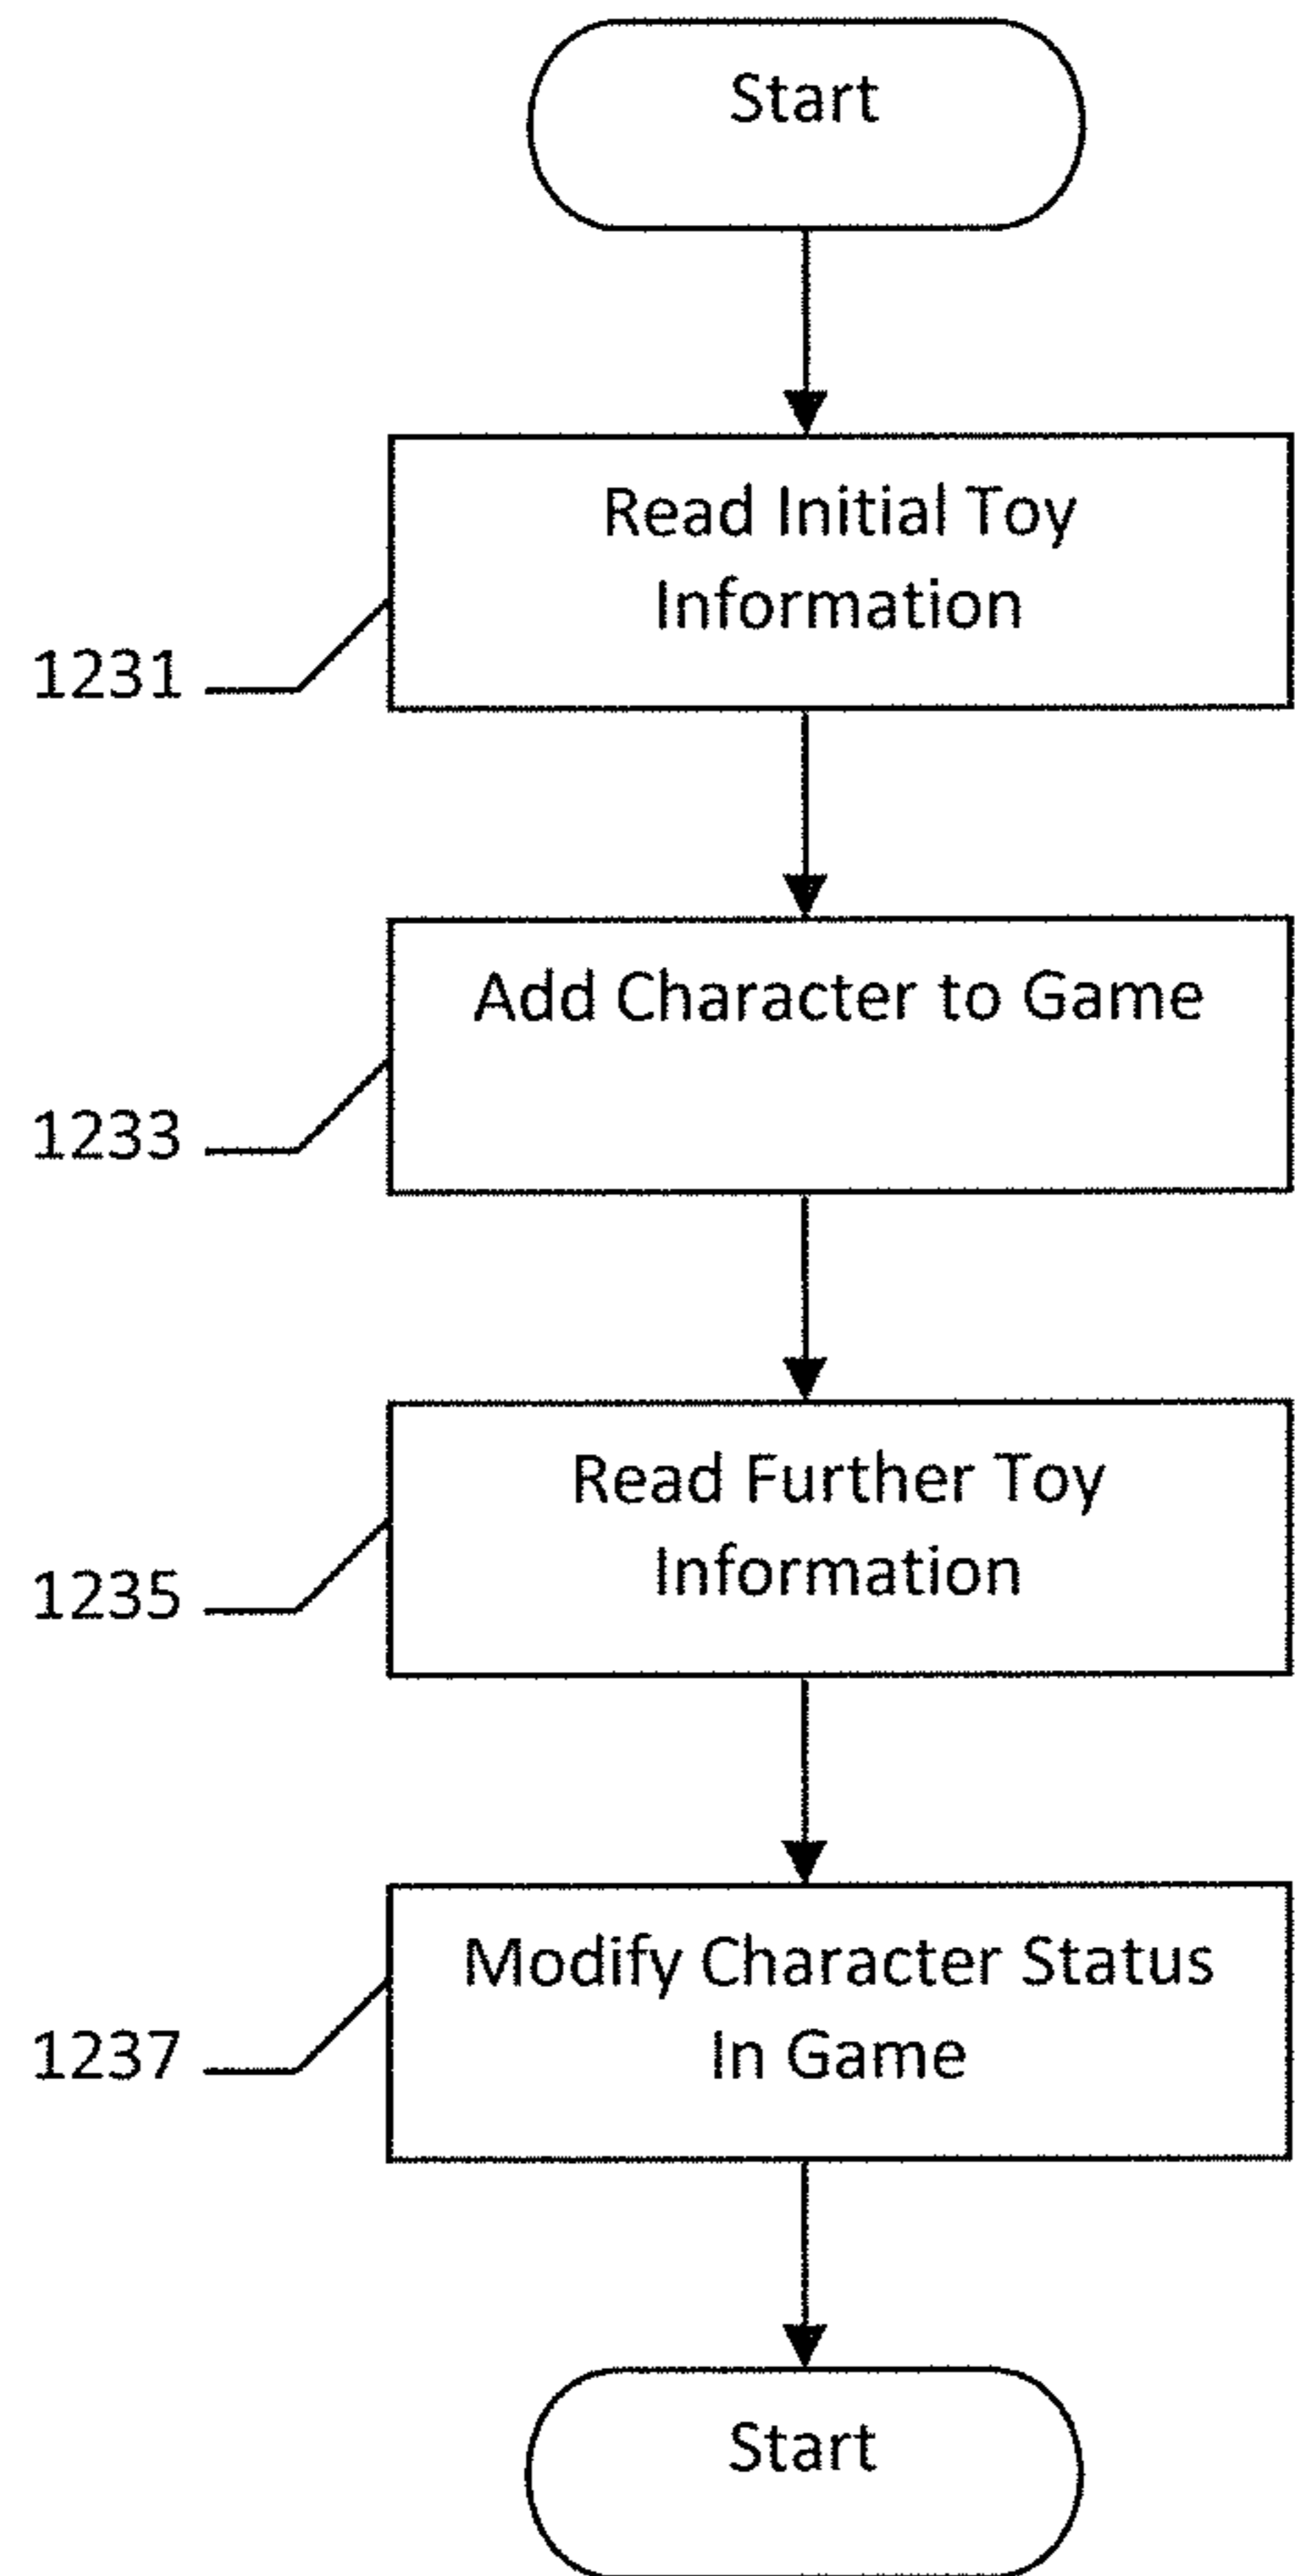 Start
Read Initial Toy
Information
1231
Add Character to Game
1233
Read Further Toy
Information
1235
Modify Character Status
In Game
1237
Start